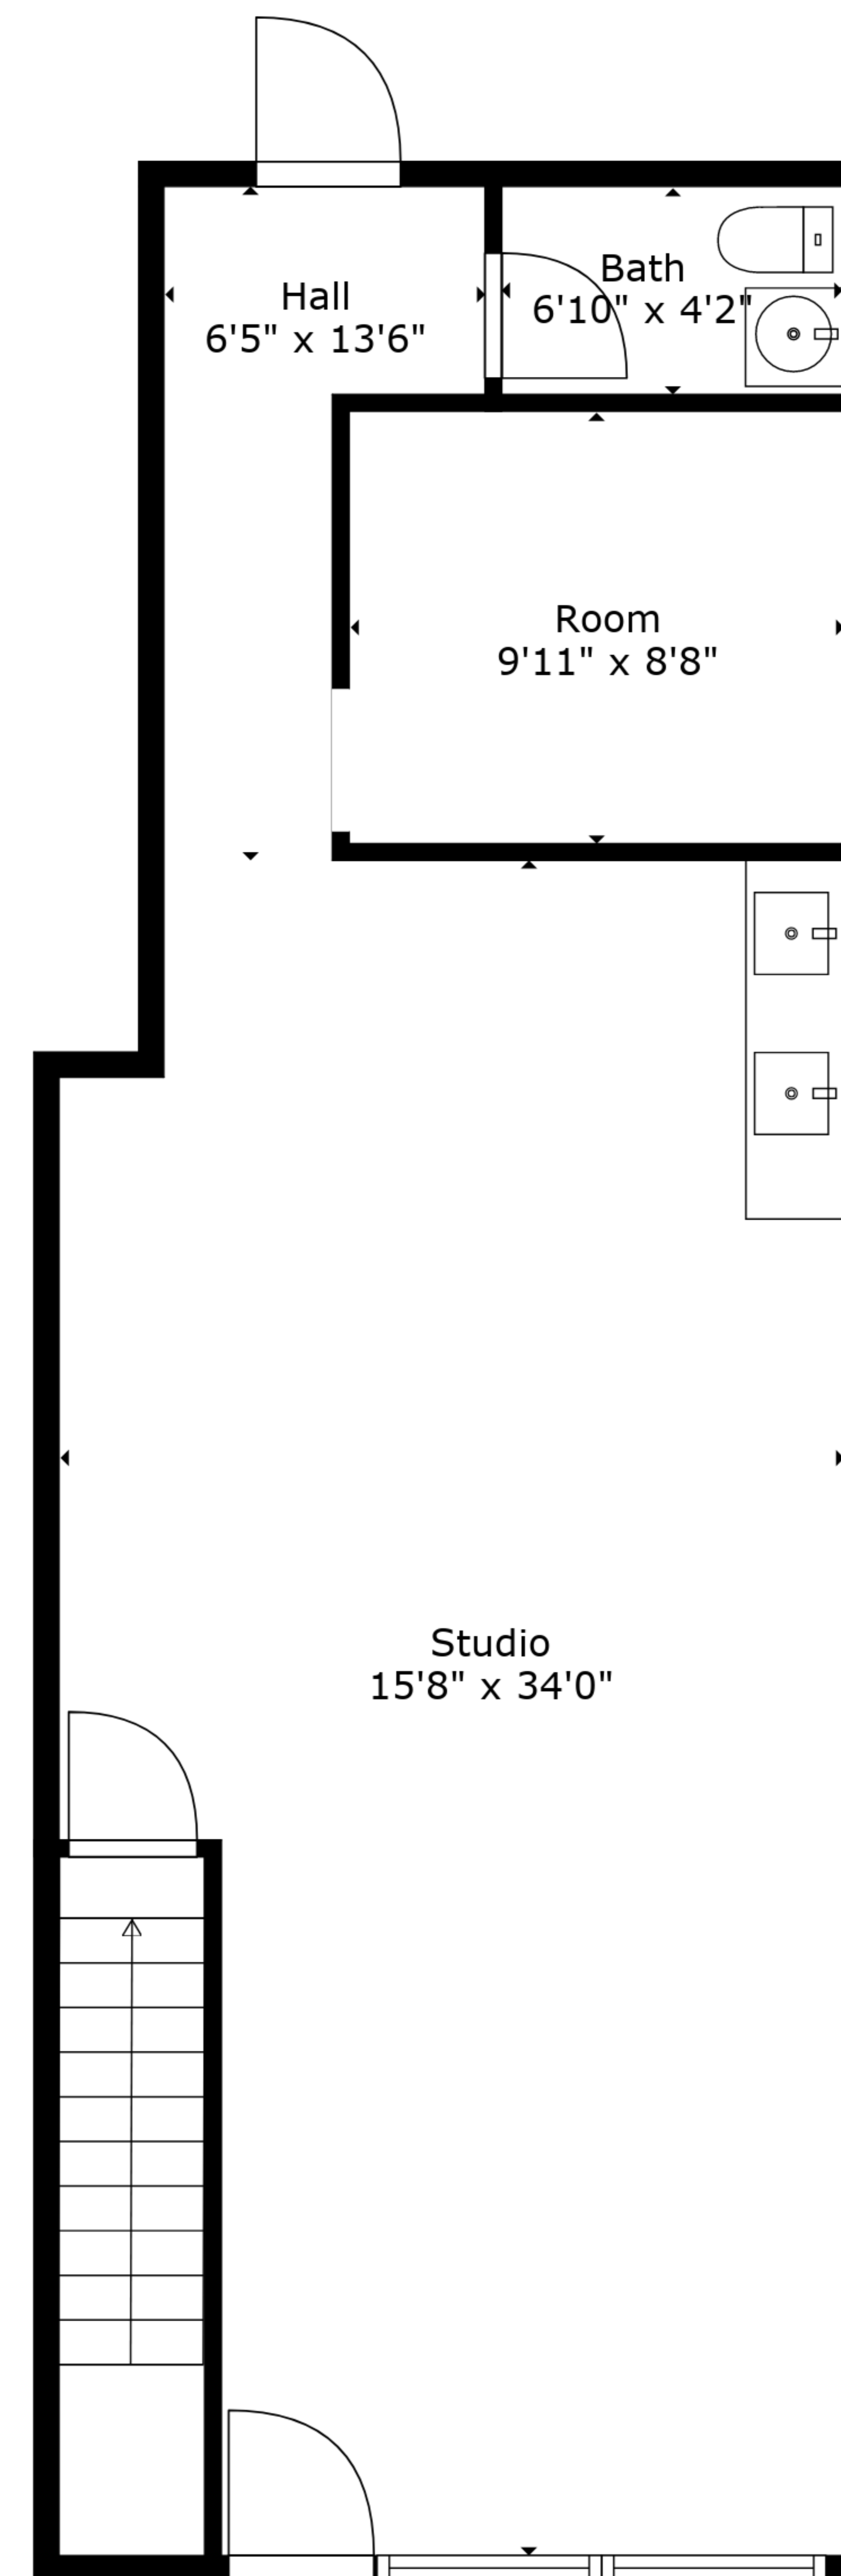 Hall
6'5" x 13'6"
Bath
6'10" x 4'2"
Room
9'11" x 8'8"
Studio
15'8" x 34'0"